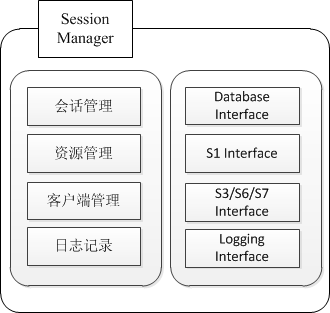 Session
Manager
会话管理
资源管理
客户端管理
日志记录
Database
Interface
S1 Interface
S3/S6/S7
Interface
Logging
Interface